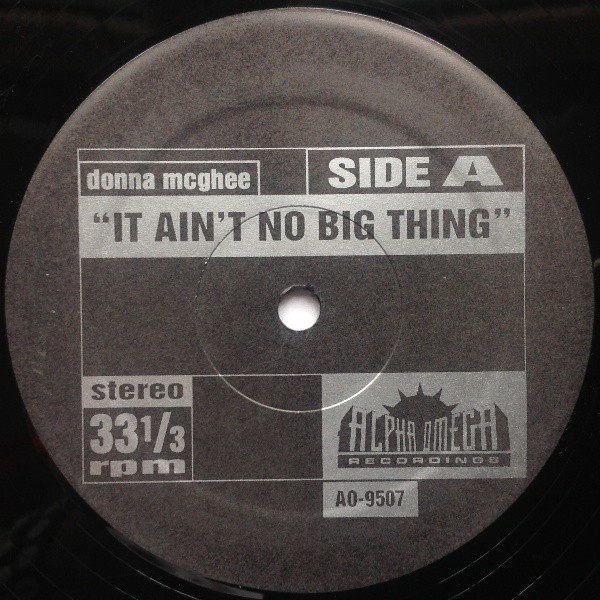 donna mcghee
SIDE A
"IT AIN'T NO BIG THING"
stereo
33 1/3
rpm
ALPHA OMEGA
RECORDINGS
AO-9507